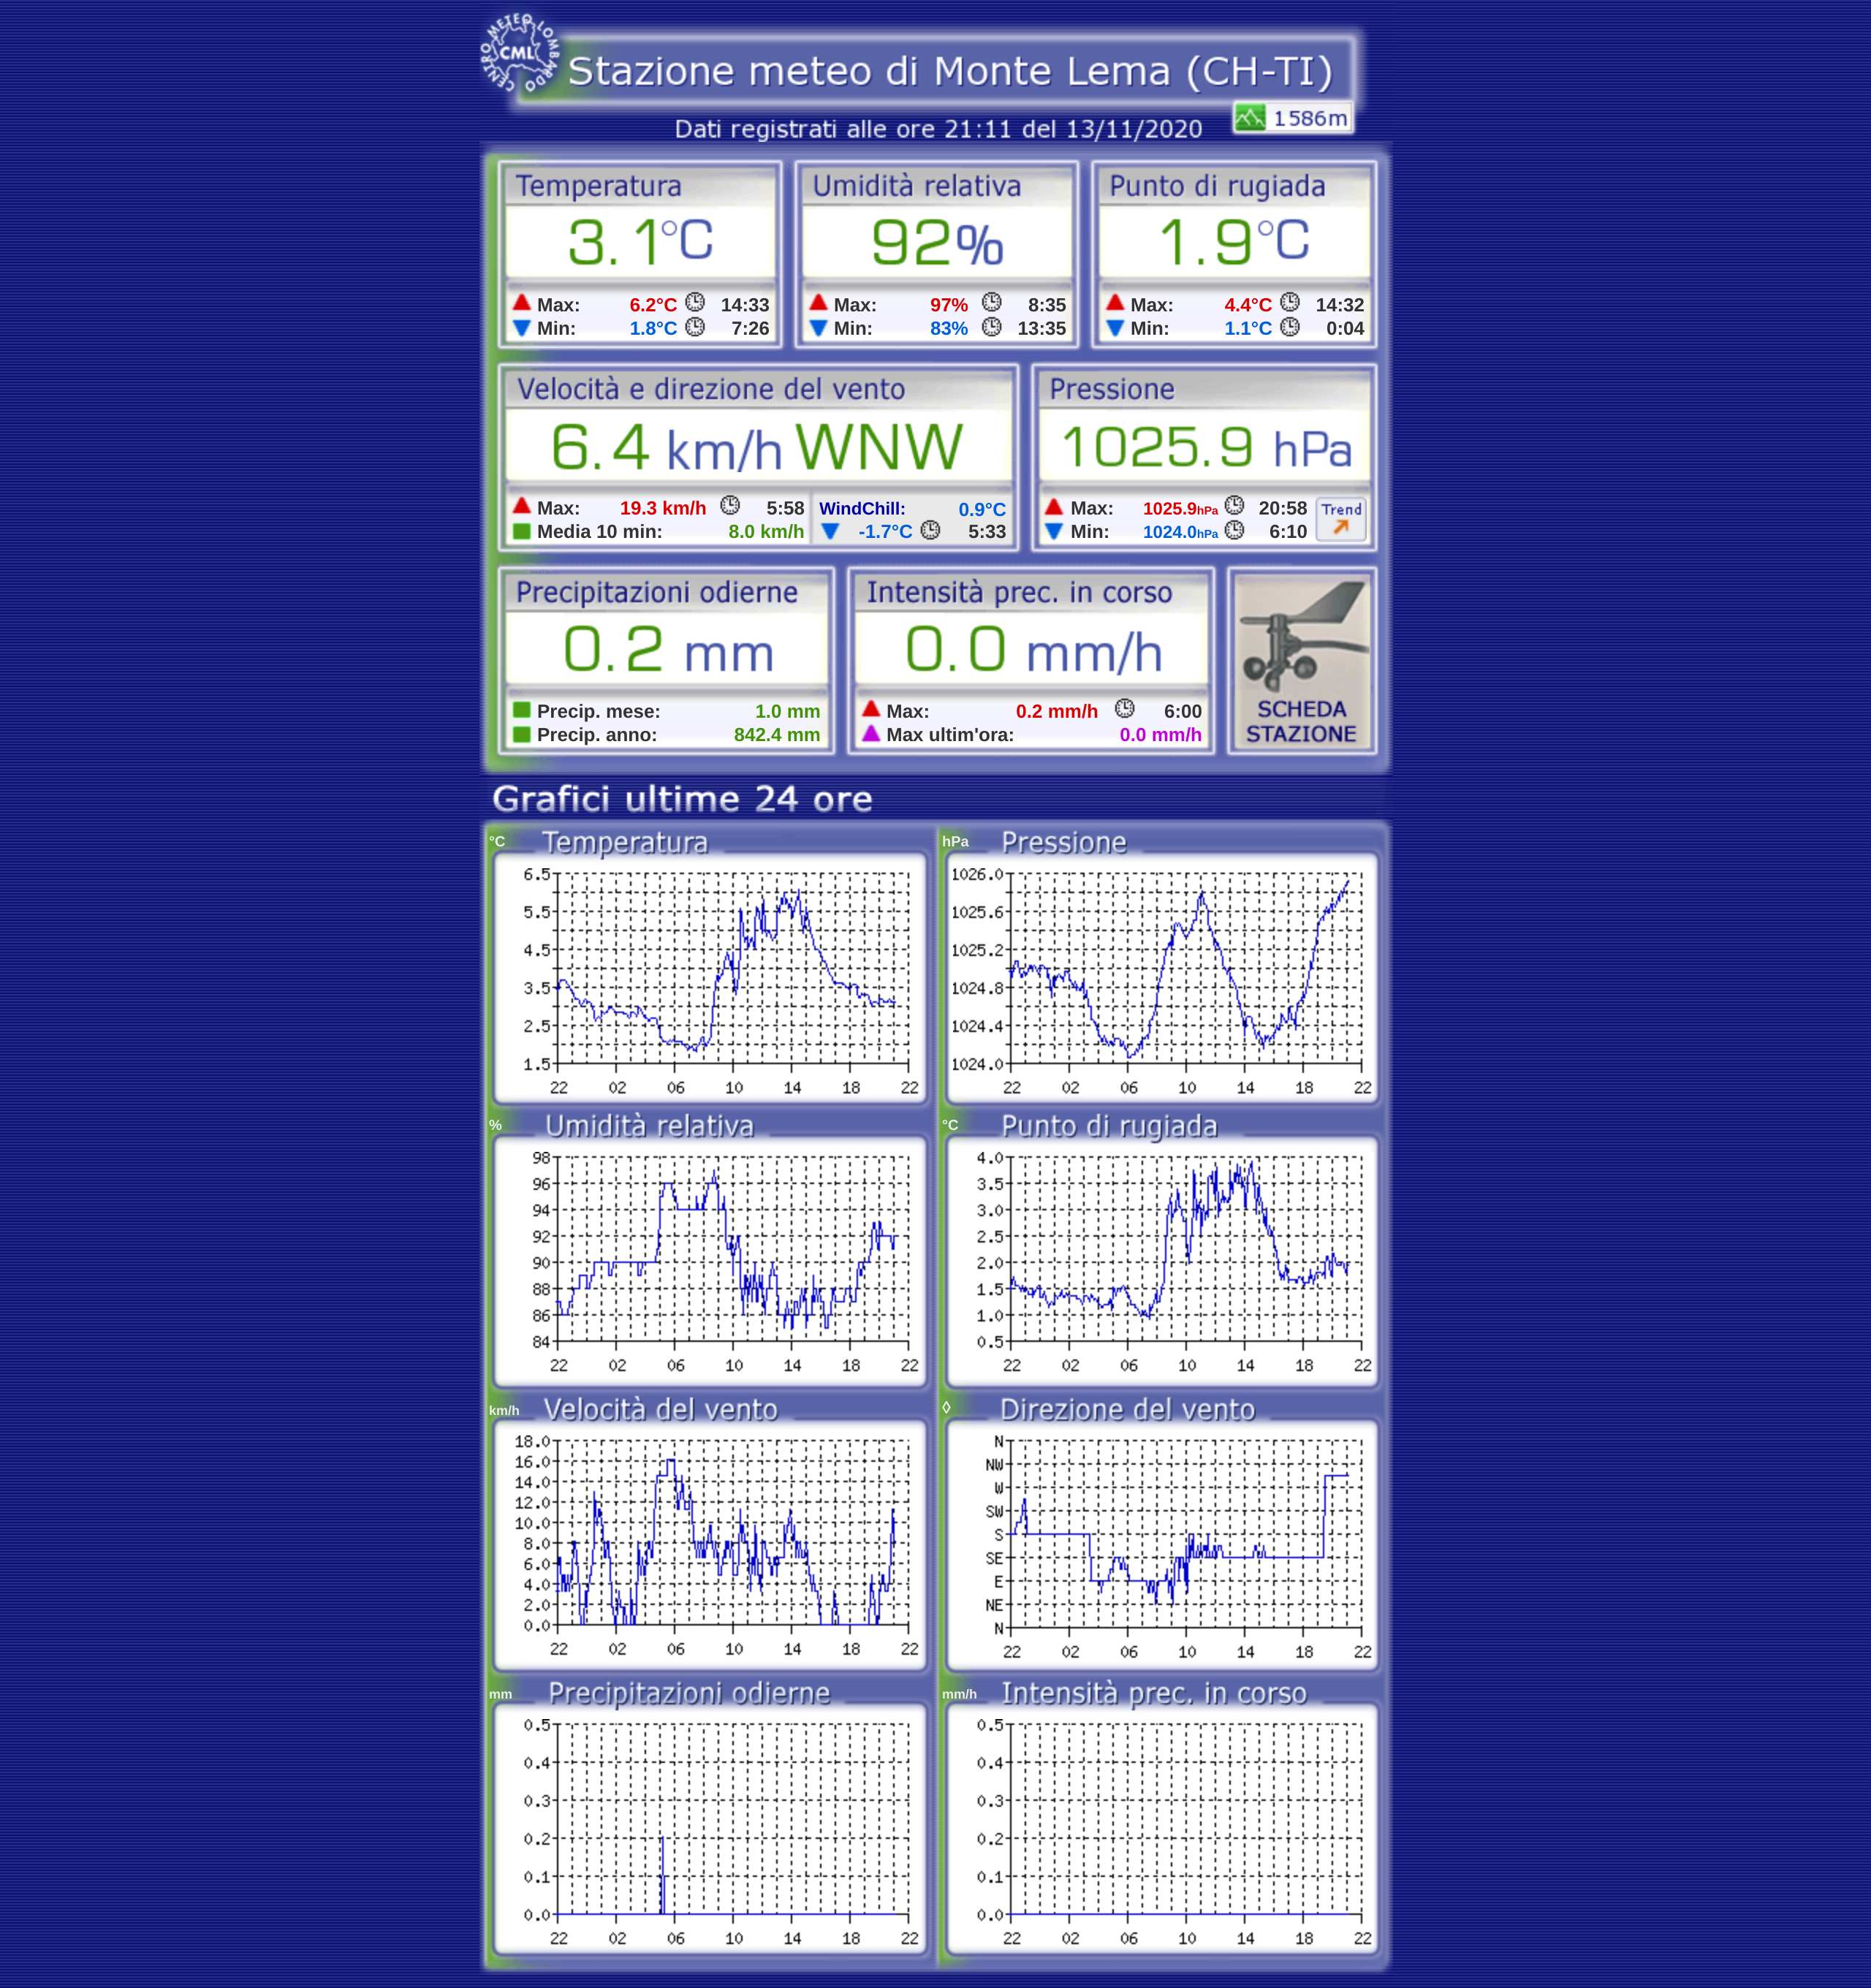 CENTRO METEO LOMBARDO
CML
Stazione meteo di Monte Lema (CH-TI)
1586m
Dati registrati alle ore 21:11 del 13/11/2020
Temperatura Umidità relativa Punto di rugiada
3.1°C 92% 1.9°C
Max: 6.2°C 14:33 Max: 97% 8:35 Max: 4.4°C 14:32
Min: 1.8°C 7:26 Min: 83% 13:35 Min: 1.1°C 0:04
Velocità e direzione del vento Pressione
6.4 km/h WNW 1025.9 hPa
Max: 19.3 km/h 5:58 WindChill: 0.9°C Max: 1025.9hPa 20:58 Trend
Media 10 min: 8.0 km/h -1.7°C 5:33 Min: 1024.0hPa 6:10
Precipitazioni odierne Intensità prec. in corso
0.2 mm 0.0 mm/h
Precip. mese: 1.0 mm Max: 0.2 mm/h 6:00 SCHEDA
Precip. anno: 842.4 mm Max ultim'ora: 0.0 mm/h STAZIONE
Grafici ultime 24 ore
°C Temperatura
6.5
5.5
4.5
3.5
2.5
1.5
22 02 06 10 14 18 22
hPa Pressione
1026.0
1025.6
1025.2
1024.8
1024.4
1024.0
22 02 06 10 14 18 22
% Umidità relativa
98
96
94
92
90
88
86
84
22 02 06 10 14 18 22
°C Punto di rugiada
4.0
3.5
3.0
2.5
2.0
1.5
1.0
0.5
22 02 06 10 14 18 22
km/h Velocità del vento
18.0
16.0
14.0
12.0
10.0
8.0
6.0
4.0
2.0
0.0
22 02 06 10 14 18 22
◊ Direzione del vento
N
NW
W
SW
S
SE
E
NE
N
22 02 06 10 14 18 22
mm Precipitazioni odierne
0.5
0.4
0.3
0.2
0.1
0.0
22 02 06 10 14 18 22
mm/h Intensità prec. in corso
0.5
0.4
0.3
0.2
0.1
0.0
22 02 06 10 14 18 22